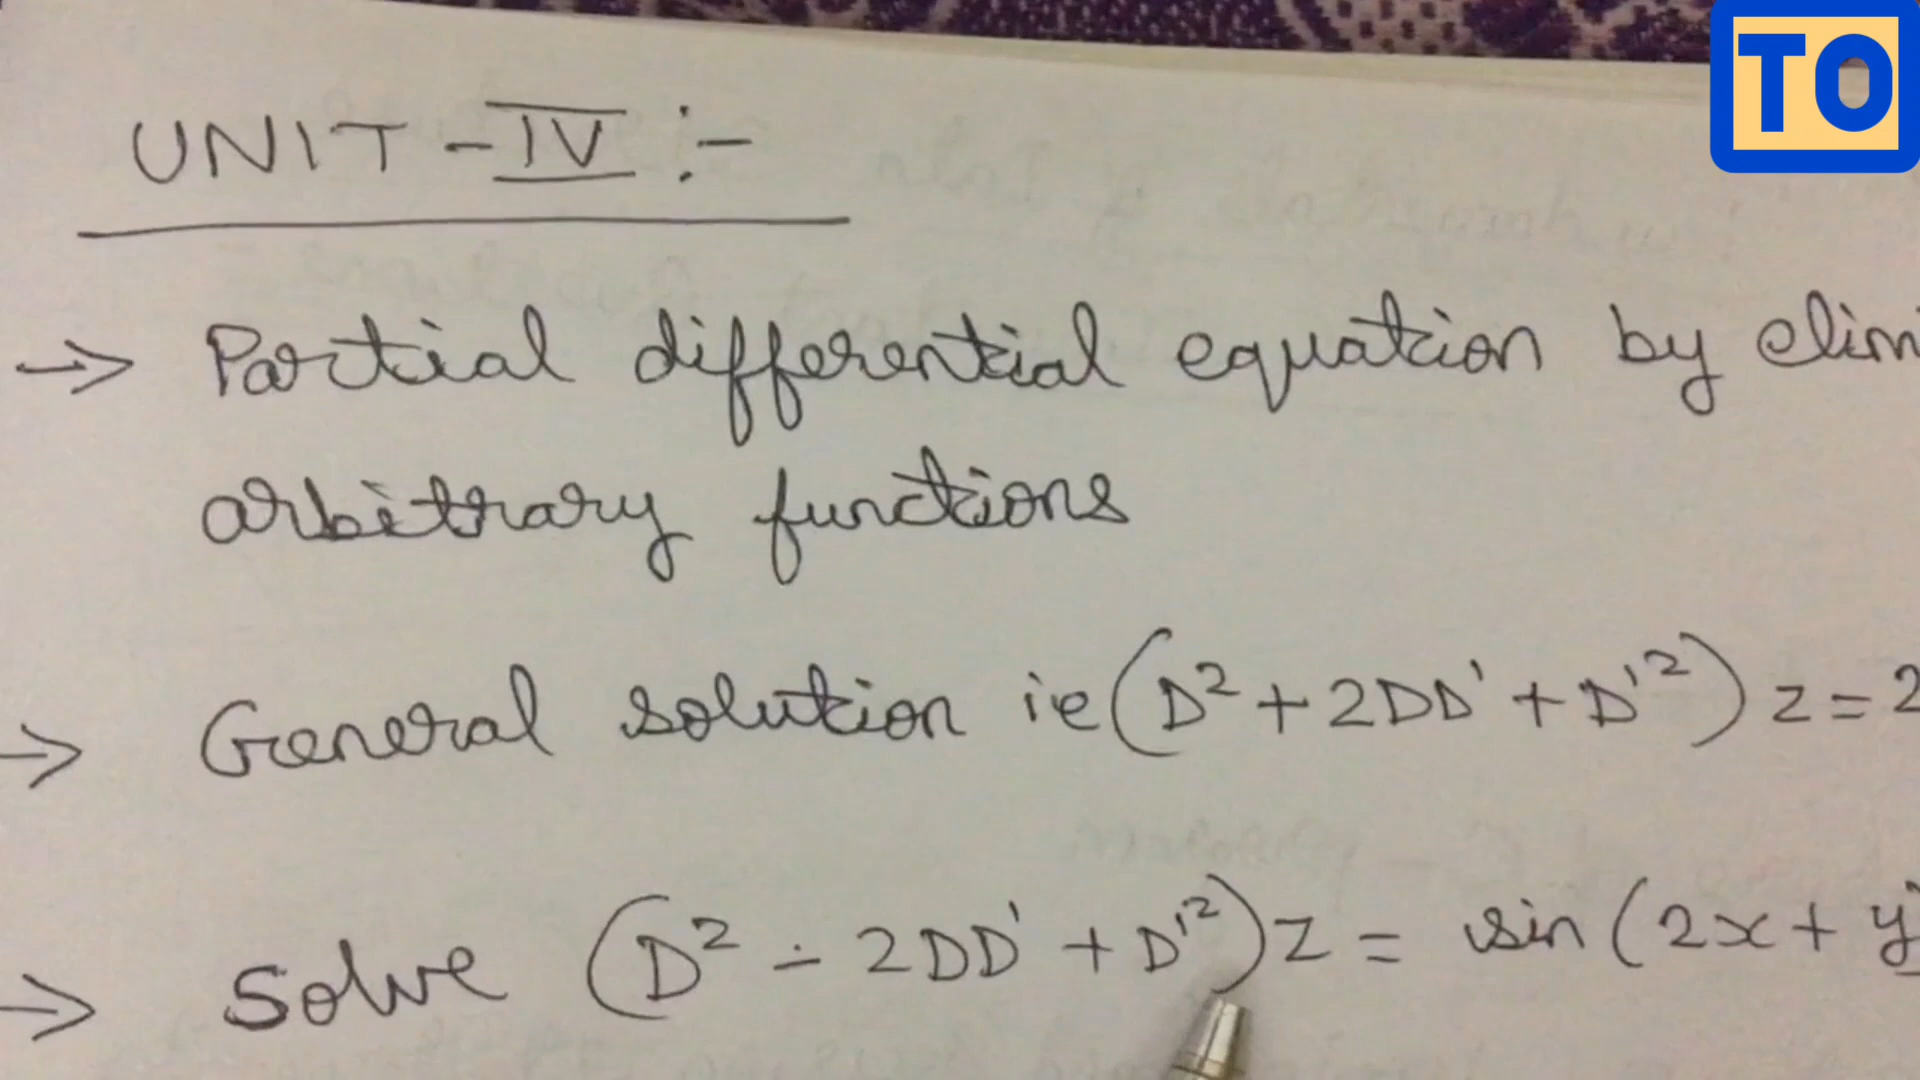 TO
UNIT - IV :-
→ Partial differential equation by elim
arbitrary functions
→ General solution ie (D² + 2DD' + D'²) z = 2
→ Solve (D² - 2DD' + D'²) z = sin (2x + y)